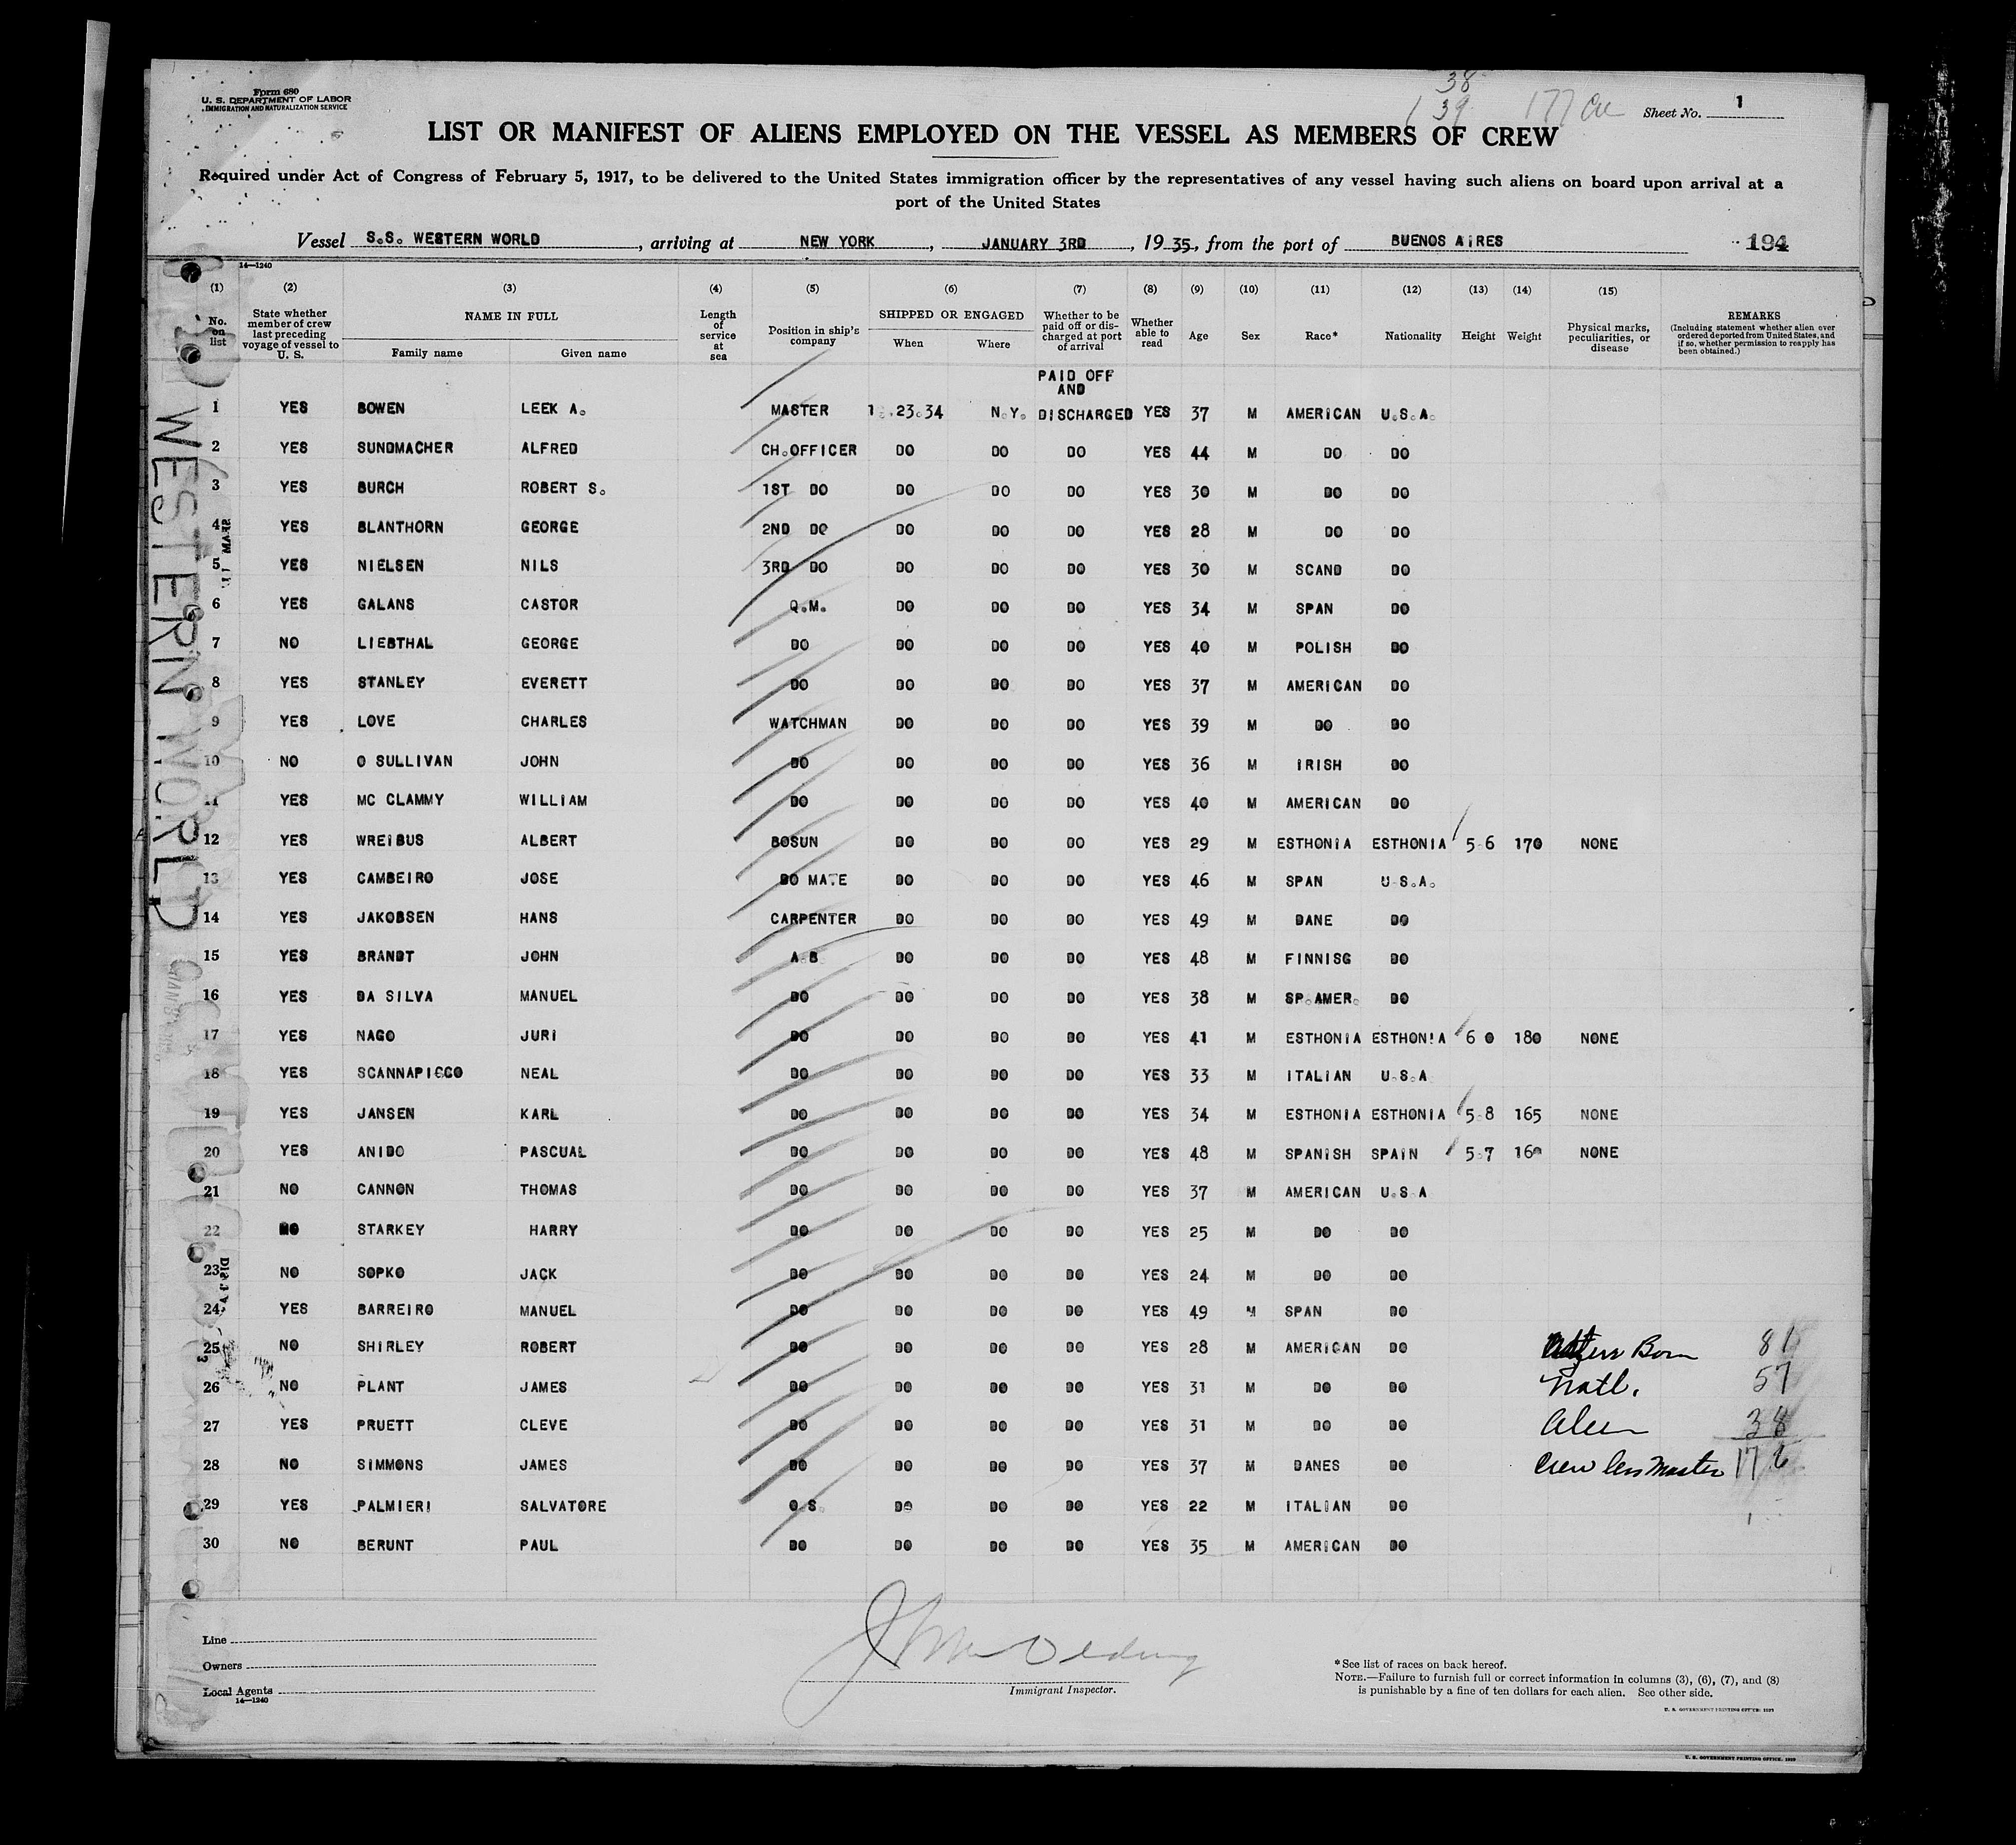 Form 680
U. S. DEPARTMENT OF LABOR
IMMIGRATION AND NATURALIZATION SERVICE
38
39
177
Sheet No. 1
LIST OR MANIFEST OF ALIENS EMPLOYED ON THE VESSEL AS MEMBERS OF CREW
Required under Act of Congress of February 5, 1917, to be delivered to the United States immigration officer by the representatives of any vessel having such aliens on board upon arrival at a
port of the United States
Vessel S.S. WESTERN WORLD, arriving at NEW YORK, JANUARY 3RD, 1935, from the port of BUENOS AIRES 194
14—1240
(1) (2) (3) (4) (5) (6) (7) (8) (9) (10) (11) (12) (13) (14) (15)
No. on list
State whether member of crew last preceding voyage of vessel to U. S.
NAME IN FULL
Family name Given name
Length of service at sea
Position in ship's company
SHIPPED OR ENGAGED
When Where
Whether to be paid off or discharged at port of arrival
Whether able to read
Age
Sex
Race*
Nationality
Height
Weight
Physical marks, peculiarities, or disease
REMARKS
(Including statement whether alien ever ordered deported from United States, and if so, whether permission to reapply has been obtained.)
PAID OFF
AND
1 YES BOWEN LEEK A. MASTER 23.34 N.Y. DISCHARGED YES 37 M AMERICAN U.S.A.
2 YES SUNDMACHER ALFRED CH.OFFICER DO DO DO YES 44 M DO DO
3 YES BURCH ROBERT S. 1ST DO DO DO DO YES 30 M DO DO
4 YES BLANTHORN GEORGE 2ND DO DO DO DO YES 28 M DO DO
5 YES NIELSEN NILS 3RD DO DO DO DO YES 30 M SCAND DO
6 YES GALANS CASTOR Q.M. DO DO DO YES 34 M SPAN DO
7 NO LIEBTHAL GEORGE DO DO DO DO YES 40 M POLISH DO
8 YES STANLEY EVERETT DO DO DO DO YES 37 M AMERICAN DO
9 YES LOVE CHARLES WATCHMAN DO DO DO YES 39 M DO DO
10 NO O SULLIVAN JOHN DO DO DO DO YES 36 M IRISH DO
11 YES MC CLAMMY WILLIAM DO DO DO DO YES 40 M AMERICAN DO
12 YES WREIBUS ALBERT BOSUN DO DO DO YES 29 M ESTHONIA ESTHONIA 5-6 170 NONE
13 YES CAMBEIRO JOSE DO MATE DO DO DO YES 46 M SPAN U.S.A.
14 YES JAKOBSEN HANS CARPENTER DO DO DO YES 49 M DANE DO
15 YES BRANDT JOHN A.B. DO DO DO YES 48 M FINNISG DO
16 YES DA SILVA MANUEL DO DO DO DO YES 38 M SP.AMER. DO
17 YES NAGO JURI DO DO DO DO YES 41 M ESTHONIA ESTHONIA 6 0 180 NONE
18 YES SCANNAPICCO NEAL DO DO DO DO YES 33 M ITALIAN U.S.A
19 YES JANSEN KARL DO DO DO DO YES 34 M ESTHONIA ESTHONIA 5-8 165 NONE
20 YES ANIDO PASCUAL DO DO DO DO YES 48 M SPANISH SPAIN 5-7 160 NONE
21 NO CANNON THOMAS DO DO DO DO YES 37 M AMERICAN U.S.A
22 NO STARKEY HARRY DO DO DO DO YES 25 M DO DO
23 NO SOPKO JACK DO DO DO DO YES 24 M DO DO
24 YES BARREIRO MANUEL DO DO DO DO YES 49 M SPAN DO
25 NO SHIRLEY ROBERT DO DO DO DO YES 28 M AMERICAN DO Born 81
26 NO PLANT JAMES DO DO DO DO YES 31 M DO DO Natl. 57
27 YES PRUETT CLEVE DO DO DO DO YES 31 M DO DO Alien 38
28 NO SIMMONS JAMES DO DO DO DO YES 37 M DANES DO Crew less Master 176
29 YES PALMIERI SALVATORE O.S. DO DO DO YES 22 M ITALIAN DO
30 NO BERUNT PAUL DO DO DO DO YES 35 M AMERICAN DO
WESTERN WORLD
Line
Owners
Local Agents
14—1240
Immigrant Inspector.
*See list of races on back hereof.
NOTE.—Failure to furnish full or correct information in columns (3), (6), (7), and (8)
is punishable by a fine of ten dollars for each alien. See other side.
U. S. GOVERNMENT PRINTING OFFICE
U. S. GOVERNMENT PRINTING OFFICE